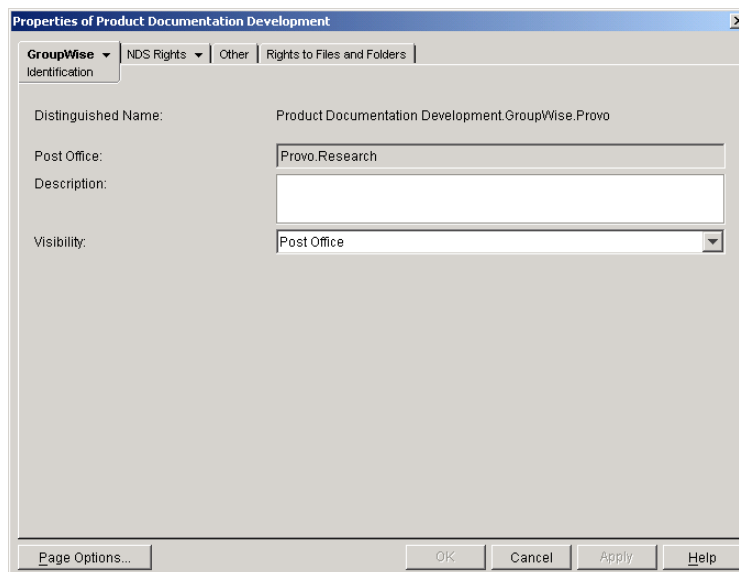 Properties of Product Documentation Development
GroupWise NDS Rights Other Rights to Files and Folders
Identification
Distinguished Name: Product Documentation Development.GroupWise.Provo
Post Office: Provo.Research
Description:
Visibility: Post Office
Page Options... OK Cancel Apply Help